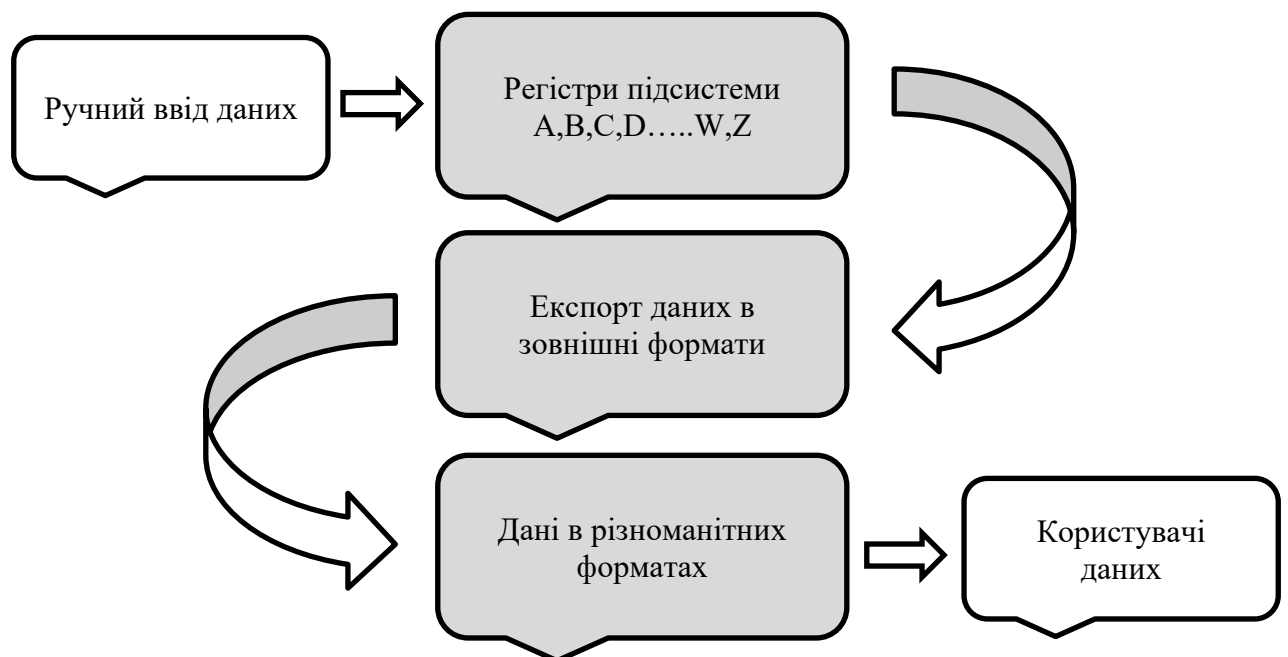 Ручний ввід даних
Регістри підсистеми
A,B,C,D…..W,Z
Експорт даних в
зовнішні формати
Дані в різноманітних
форматах
Користувачі
даних